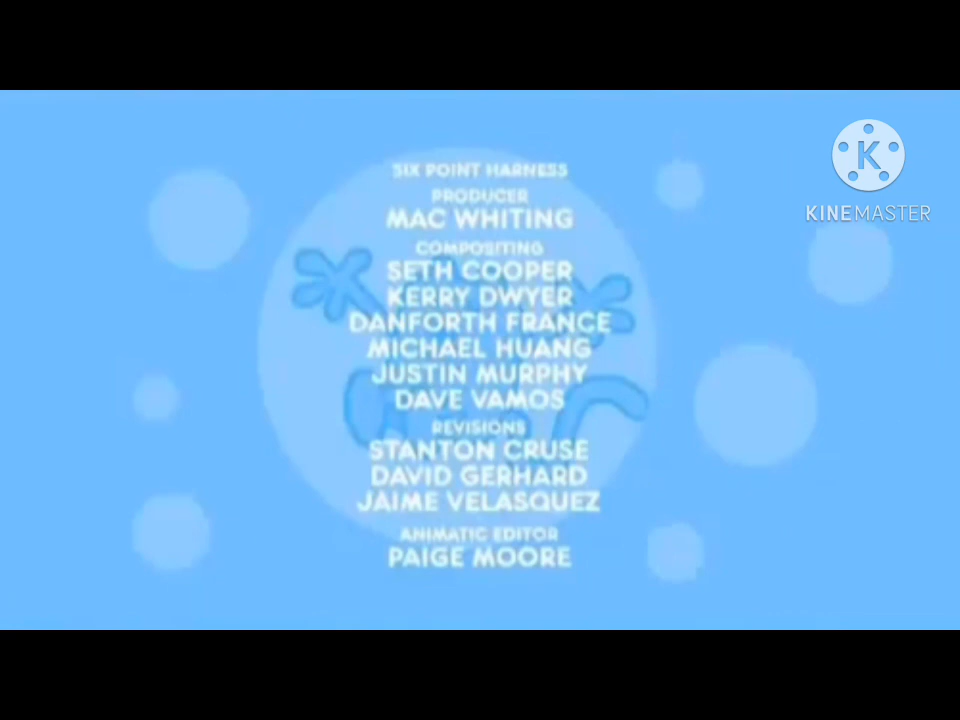 SIX POINT HARNESS
PRODUCER
MAC WHITING
COMPOSITING
SETH COOPER
KERRY DWYER
DANFORTH FRANCE
MICHAEL HUANG
JUSTIN MURPHY
DAVE VAMOS
REVISIONS
STANTON CRUSE
DAVID GERHARD
JAIME VELASQUEZ
ANIMATIC EDITOR
PAIGE MOORE
K
KINEMASTER